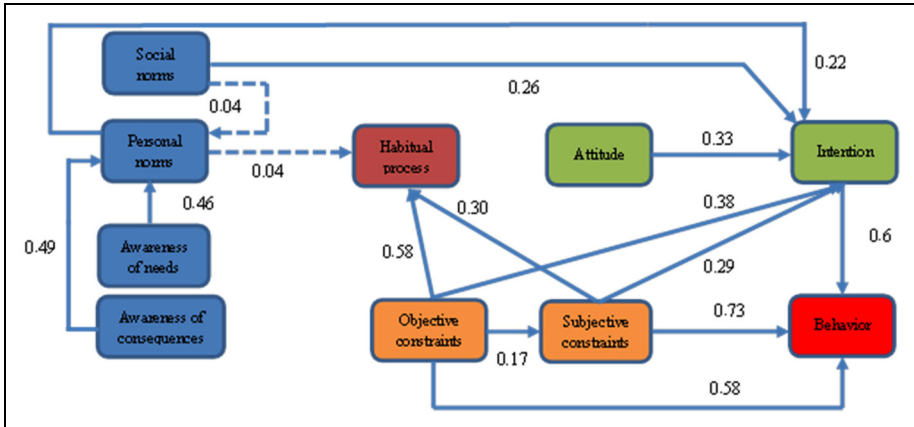 Social
norms
0.22
0.26
0.04
Personal
norms
0.04
Habitual
process
Attitude
0.33
Intention
0.46
0.49
0.30
0.38
0.6
0.58
0.29
Awareness
of needs
Awareness of
consequences
Objective
constraints
0.17
Subjective
constraints
0.73
Behavior
0.58